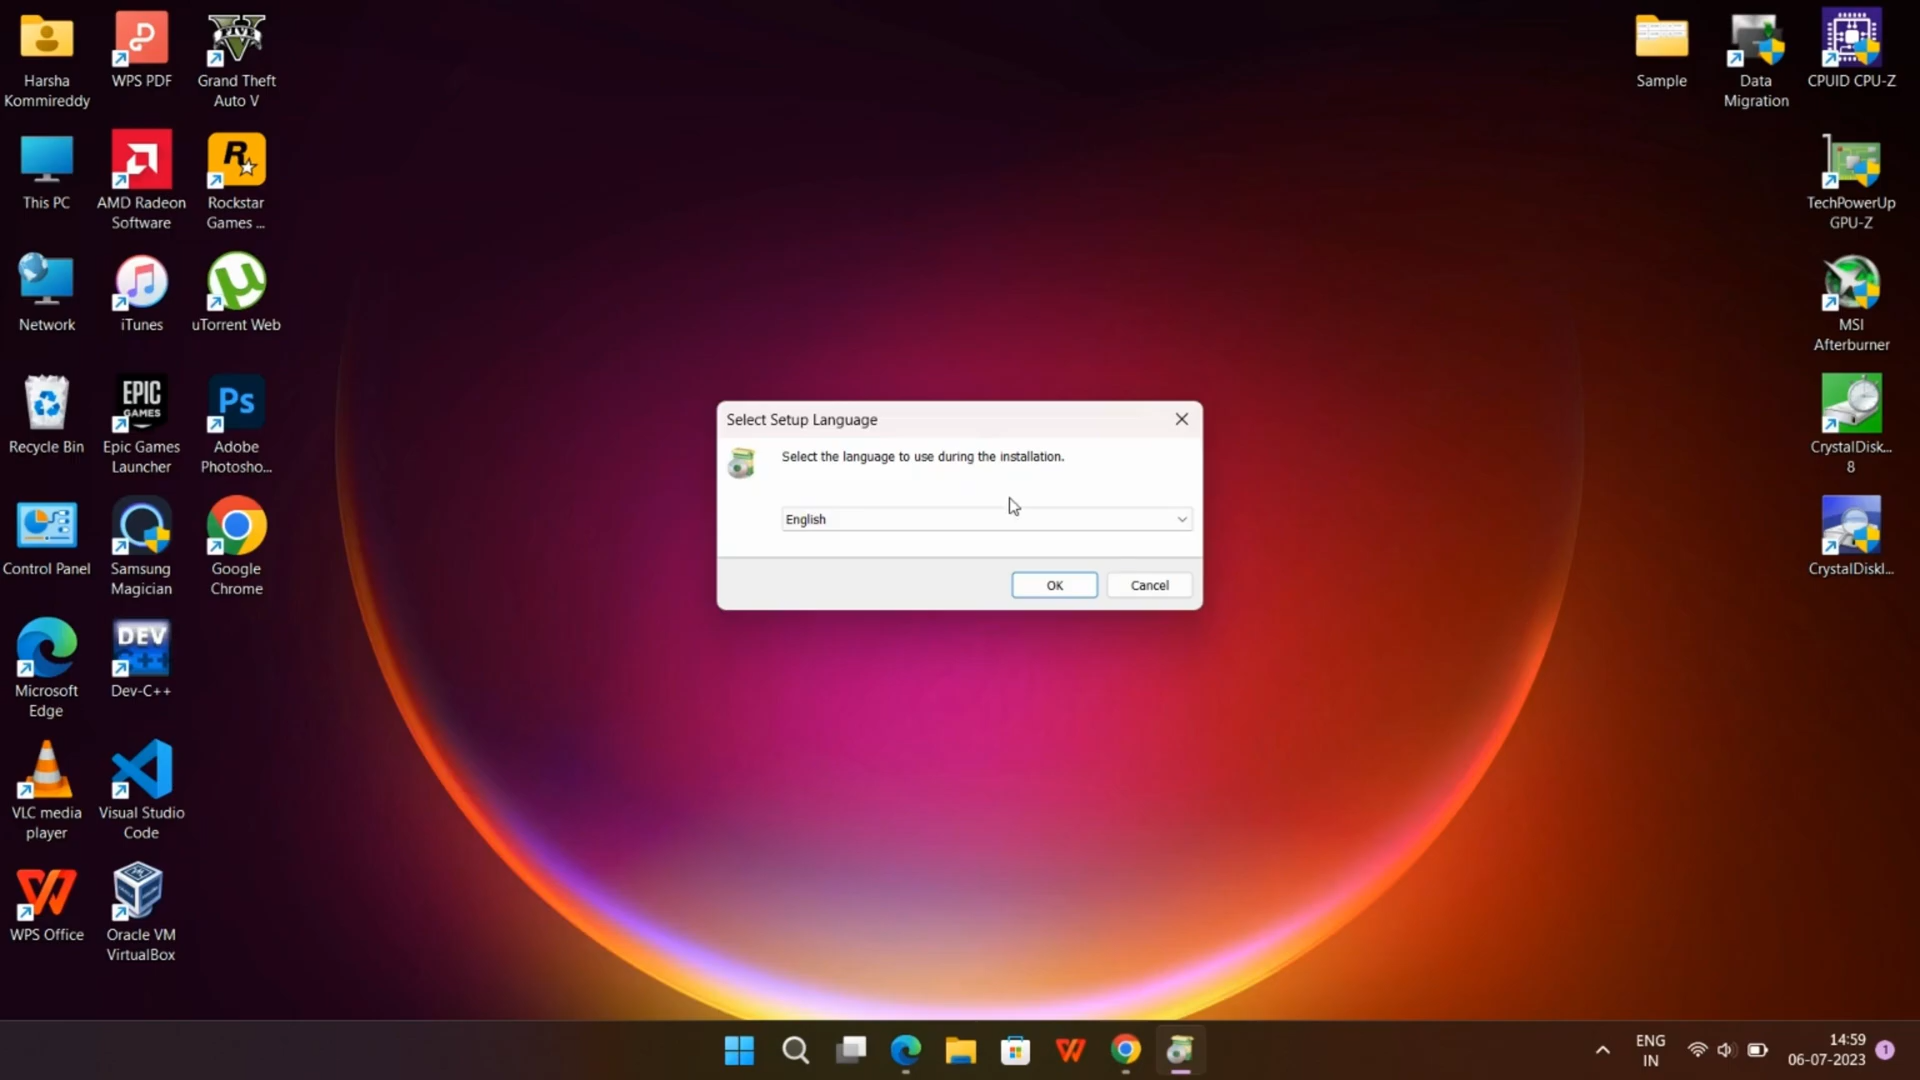 Harsha
Kommireddy
WPS PDF
Grand Theft
Auto V
This PC
AMD Radeon
Software
Rockstar
Games ...
Network
iTunes
uTorrent Web
Recycle Bin
EPIC
GAMES
Epic Games
Launcher
Ps
Adobe
Photosho...
Control Panel
Samsung
Magician
Google
Chrome
Microsoft
Edge
DEV
C++
Dev-C++
VLC media
player
Visual Studio
Code
WPS Office
Oracle VM
VirtualBox
Select Setup Language
Select the language to use during the installation.
English
OK
Cancel
Sample
Data
Migration
CPUID CPU-Z
TechPowerUp
GPU-Z
MSI
Afterburner
CrystalDisk...
8
CrystalDiskI...
ENG
IN
14:59
06-07-2023
1